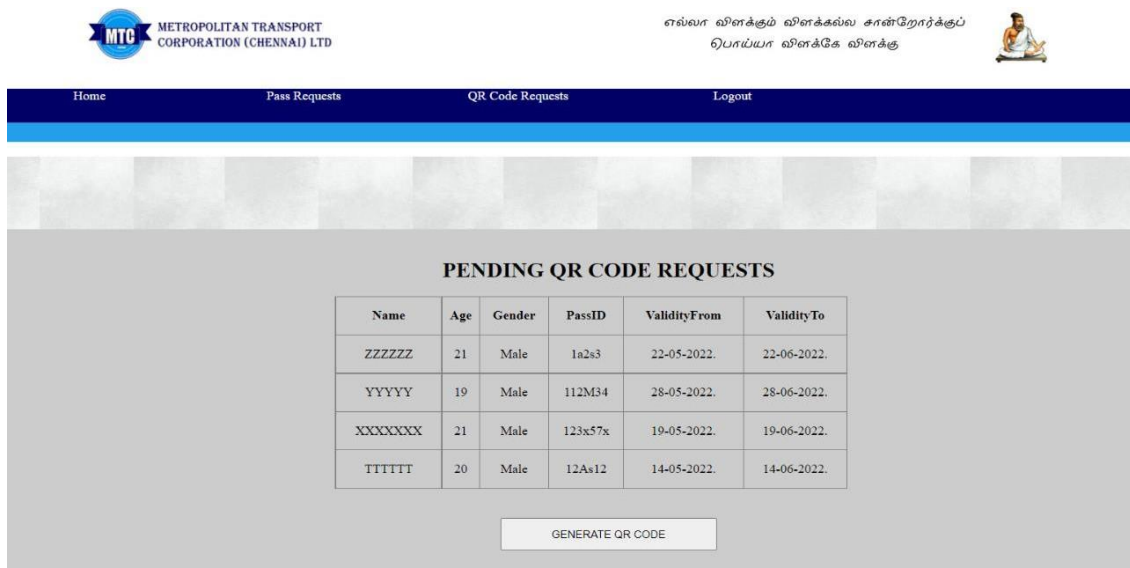 MTC
METROPOLITAN TRANSPORT
CORPORATION (CHENNAI) LTD
எல்லா விளக்கும் விளக்கல்ல சான்றோர்க்குப்
பொய்யா விளக்கே விளக்கு
Home Pass Requests QR Code Requests Logout
PENDING QR CODE REQUESTS
Name Age Gender PassID ValidityFrom ValidityTo
ZZZZZZ 21 Male 1a2s3 22-05-2022. 22-06-2022.
YYYYY 19 Male 112M34 28-05-2022. 28-06-2022.
XXXXXXX 21 Male 123x57x 19-05-2022. 19-06-2022.
TTTTTT 20 Male 12As12 14-05-2022. 14-06-2022.
GENERATE QR CODE